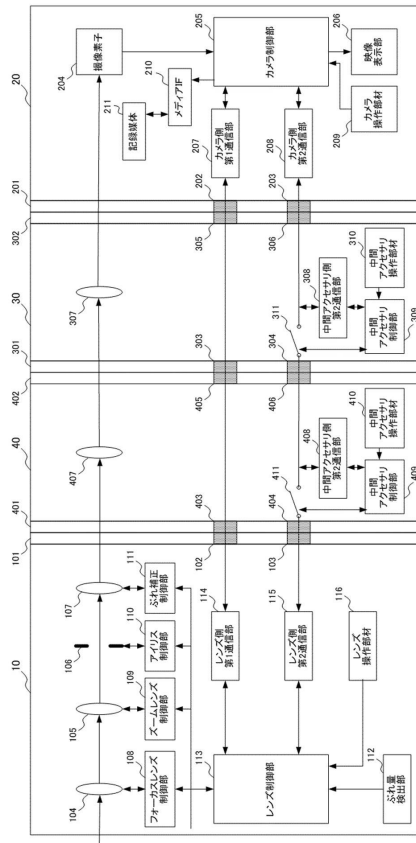 10
101
401
40
402
301
30
302
201
20
104
105
106
107
407
307
204
撮像素子
211
記録媒体
210
メディアIF
205
カメラ制御部
206
映像
表示部
108
フォーカスレンズ
制御部
109
ズームレンズ
制御部
110
アイリス
制御部
111
ぶれ補正
制御部
113
レンズ制御部
114
レンズ側
第1通信部
102
403
405
303
305
202
207
カメラ側
第1通信部
115
レンズ側
第2通信部
103
404
411
406
304
311
306
203
208
カメラ側
第2通信部
209
カメラ
操作部材
408
中間アクセサリ側
第2通信部
308
中間アクセサリ側
第2通信部
112
ぶれ量
検出部
116
レンズ
操作部材
409
中間
アクセサリ
制御部
410
中間
アクセサリ
操作部材
309
中間
アクセサリ
制御部
310
中間
アクセサリ
操作部材